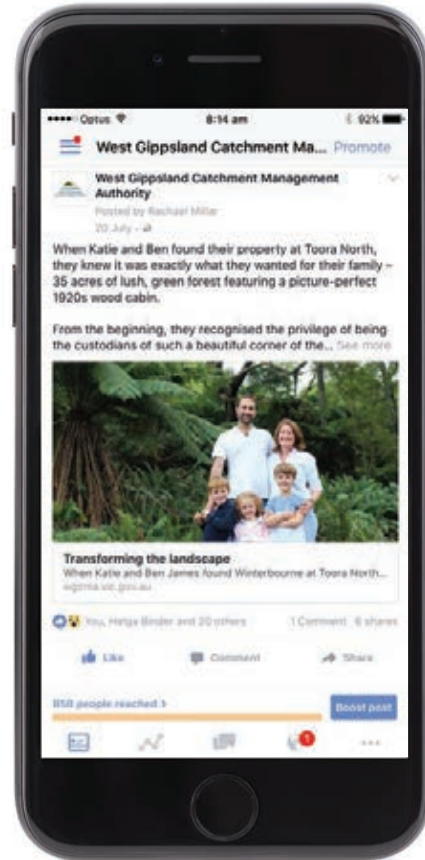 Optus 8:14 am 92%
West Gippsland Catchment Ma... Promote
West Gippsland Catchment Management
Authority
Posted by Rachael Millar
20 July
When Katie and Ben found their property at Toora North,
they knew it was exactly what they wanted for their family –
35 acres of lush, green forest featuring a picture-perfect
1920s wood cabin.
From the beginning, they recognised the privilege of being
the custodians of such a beautiful corner of the... See more
Transforming the landscape
When Katie and Ben James found Winterbourne at Toora North...
wgcma.vic.gov.au
You, Helga Binder and 20 others 1 Comment 6 shares
Like Comment Share
858 people reached > Boost post
1